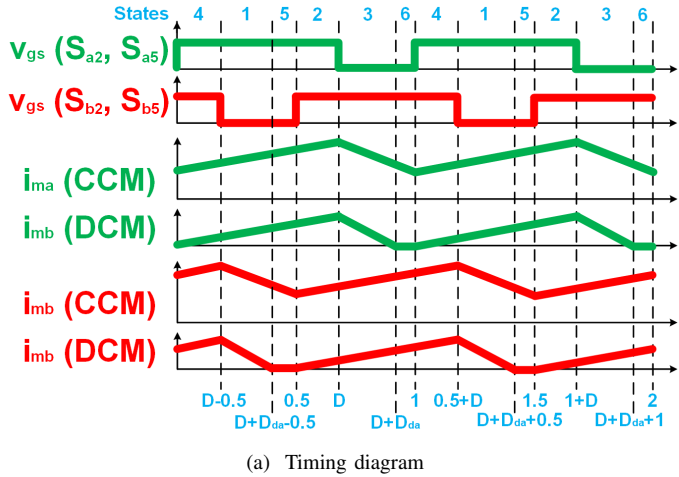 States 4 1 5 2 3 6 4 1 5 2 3 6
vgs (Sa2, Sa5)
vgs (Sb2, Sb5)
ima (CCM)
imb (DCM)
imb (CCM)
imb (DCM)
D-0.5 0.5 D 1 0.5+D 1.5 1+D 2
D+Dda-0.5 D+Dda D+Dda+0.5 D+Dda+1
(a) Timing diagram